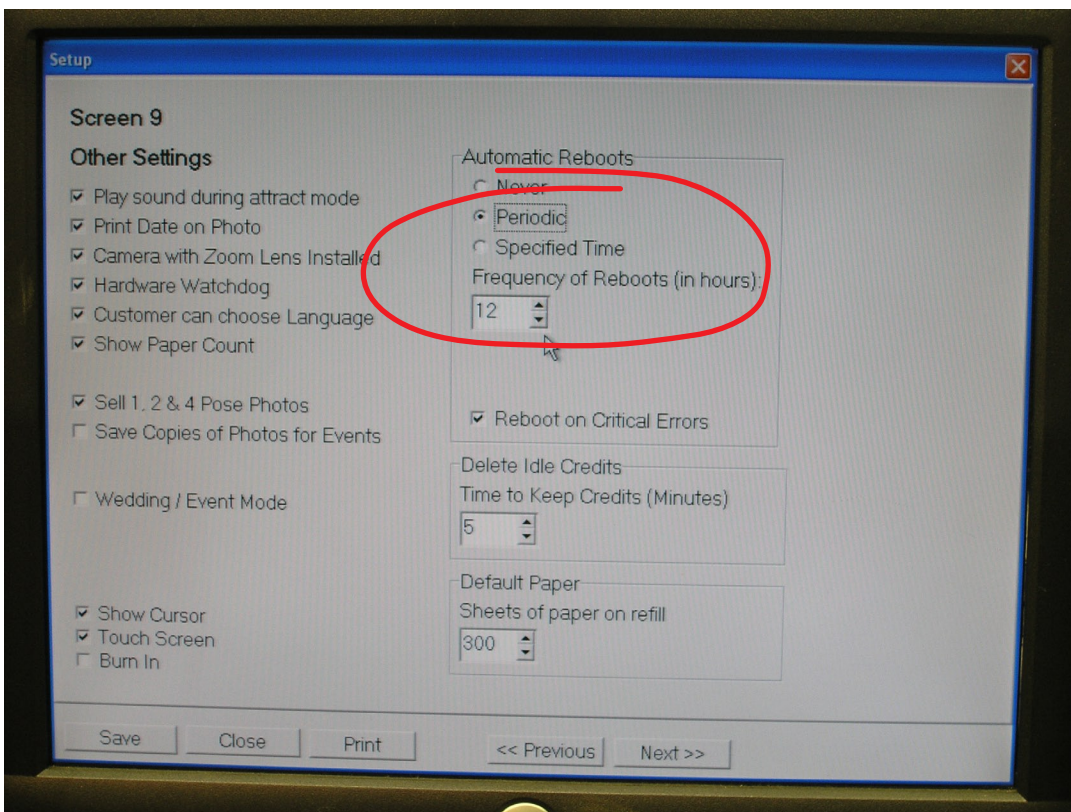 Setup
Screen 9
Other Settings
Play sound during attract mode
Print Date on Photo
Camera with Zoom Lens Installed
Hardware Watchdog
Customer can choose Language
Show Paper Count
Sell 1, 2 & 4 Pose Photos
Save Copies of Photos for Events
Wedding / Event Mode
Show Cursor
Touch Screen
Burn In
Automatic Reboots
Never
Periodic
Specified Time
Frequency of Reboots (in hours):
12
Reboot on Critical Errors
Delete Idle Credits
Time to Keep Credits (Minutes)
5
Default Paper
Sheets of paper on refill
300
Save
Close
Print
<< Previous
Next >>